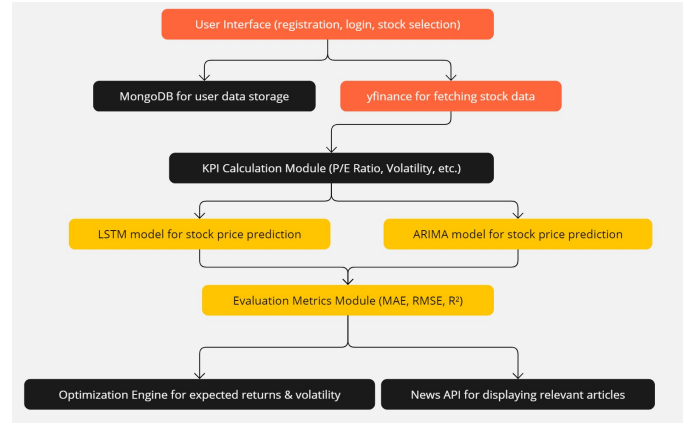 User Interface (registration, login, stock selection)
MongoDB for user data storage
yfinance for fetching stock data
KPI Calculation Module (P/E Ratio, Volatility, etc.)
LSTM model for stock price prediction
ARIMA model for stock price prediction
Evaluation Metrics Module (MAE, RMSE, R²)
Optimization Engine for expected returns & volatility
News API for displaying relevant articles